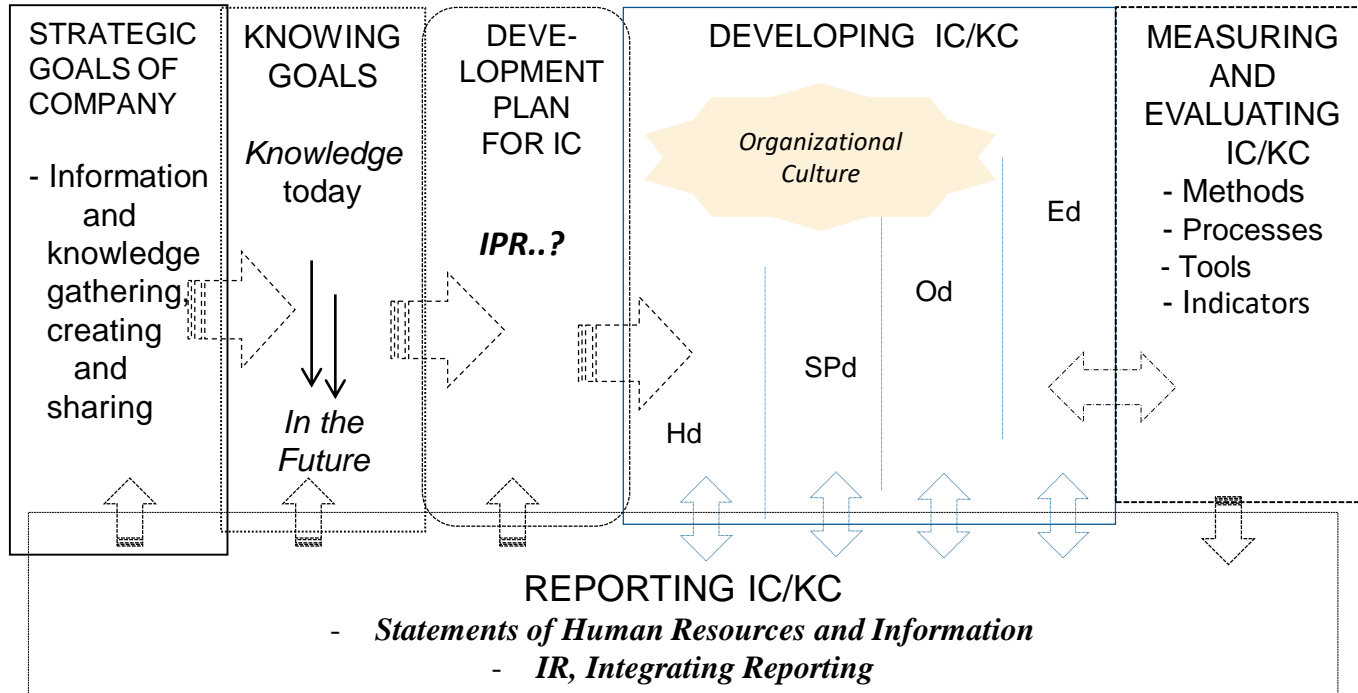 STRATEGIC
GOALS OF
COMPANY
- Information
and
knowledge
gathering,
creating
and
sharing
KNOWING
GOALS
Knowledge
today
In the
Future
DEVE-
LOPMENT
PLAN
FOR IC
IPR..?
DEVELOPING IC/KC
Organizational
Culture
Hd
SPd
Od
Ed
MEASURING
AND
EVALUATING
IC/KC
- Methods
- Processes
- Tools
- Indicators
REPORTING IC/KC
- Statements of Human Resources and Information
- IR, Integrating Reporting